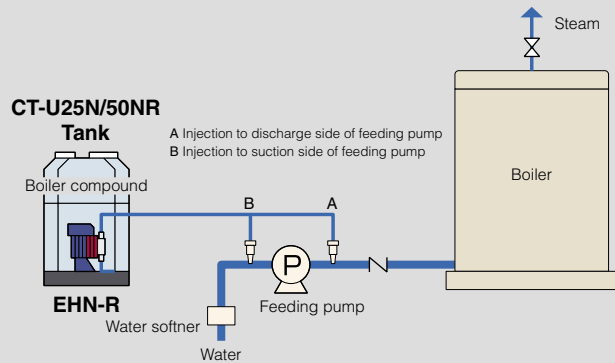 Steam
CT-U25N/50NR
Tank
A Injection to discharge side of feeding pump
B Injection to suction side of feeding pump
Boiler compound
Boiler
B
A
P
EHN-R
Feeding pump
Water softner
Water